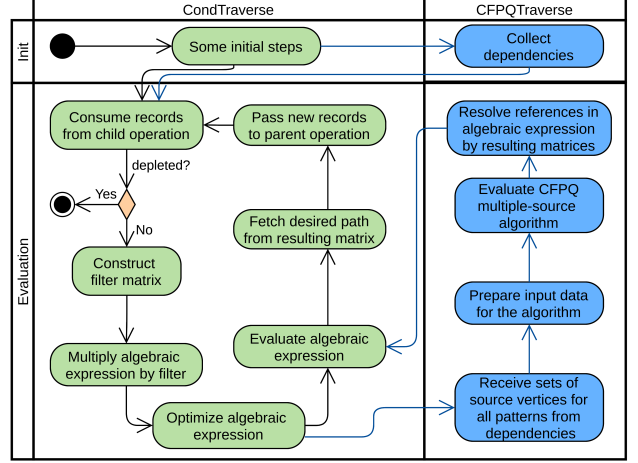 CondTraverse
CFPQTraverse
Init
Some initial steps
Collect
dependencies
Evaluation
Consume records
from child operation
Pass new records
to parent operation
Resolve references in
algebraic expression
by resulting matrices
depleted?
Yes
No
Evaluate CFPQ
multiple-source
algorithm
Fetch desired path
from resulting matrix
Construct
filter matrix
Prepare input data
for the algorithm
Multiply algebraic
expression by filter
Evaluate algebraic
expression
Optimize algebraic
expression
Receive sets of
source vertices for
all patterns from
dependencies